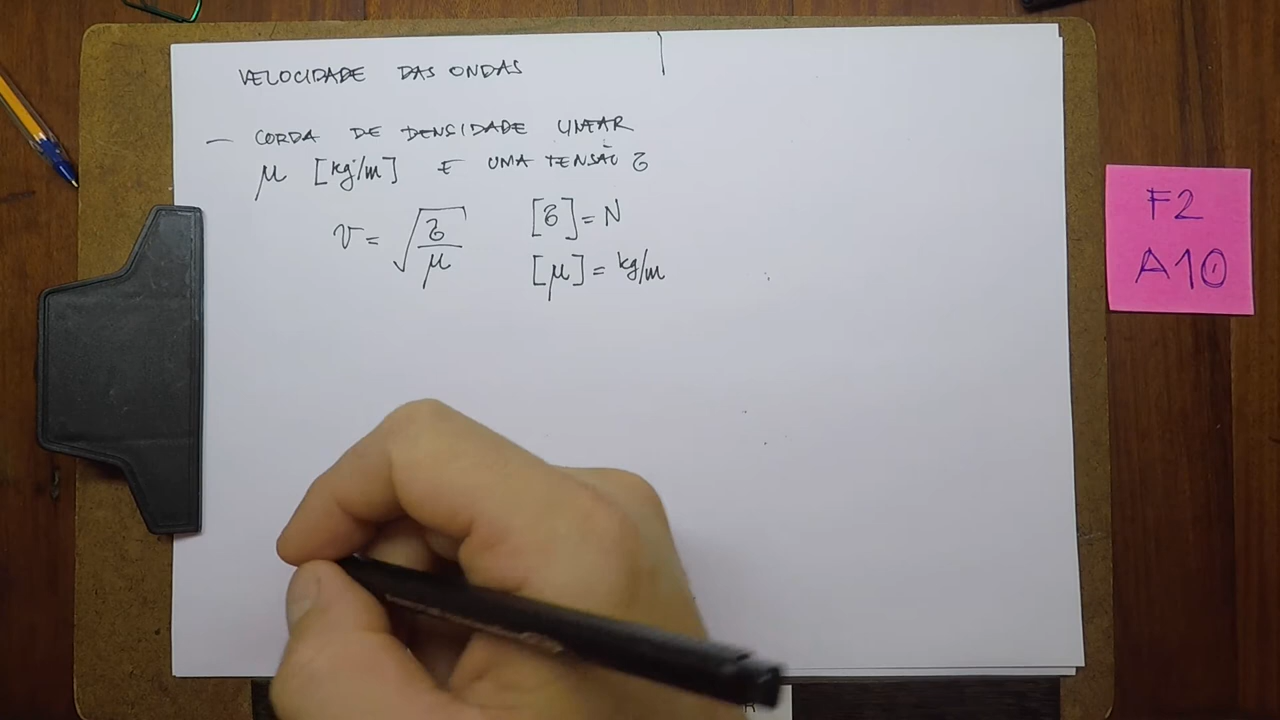 VELOCIDADE DAS ONDAS
— CORDA DE DENSIDADE LINEAR
μ [kg/m] E UMA TENSÃO τ
v = √(τ/μ) [τ] = N
[μ] = kg/m
F2
A10
R